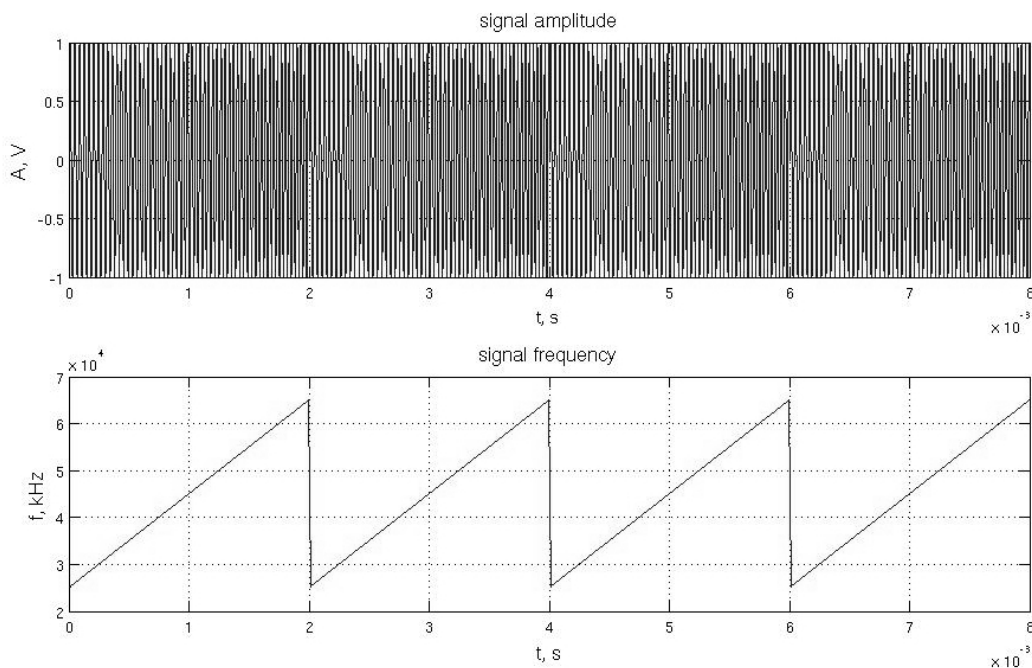 signal amplitude
1
0.5
0
-0.5
-1
A, V
0 1 2 3 4 5 6 7 8
t, s
× 10⁻³
signal frequency
× 10⁴
7
6
5
4
3
2
f, kHz
0 1 2 3 4 5 6 7 8
t, s
× 10⁻³